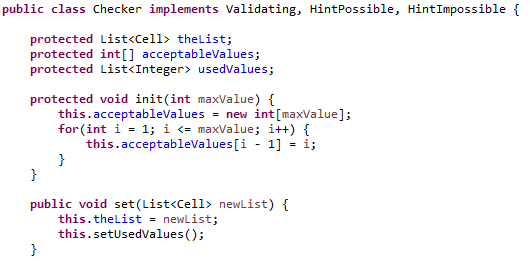 public class Checker implements Validating, HintPossible, HintImpossible {
protected List<Cell> theList;
protected int[] acceptableValues;
protected List<Integer> usedValues;
protected void init(int maxValue) {
this.acceptableValues = new int[maxValue];
for(int i = 1; i <= maxValue; i++) {
this.acceptableValues[i - 1] = i;
}
}
public void set(List<Cell> newList) {
this.theList = newList;
this.setUsedValues();
}